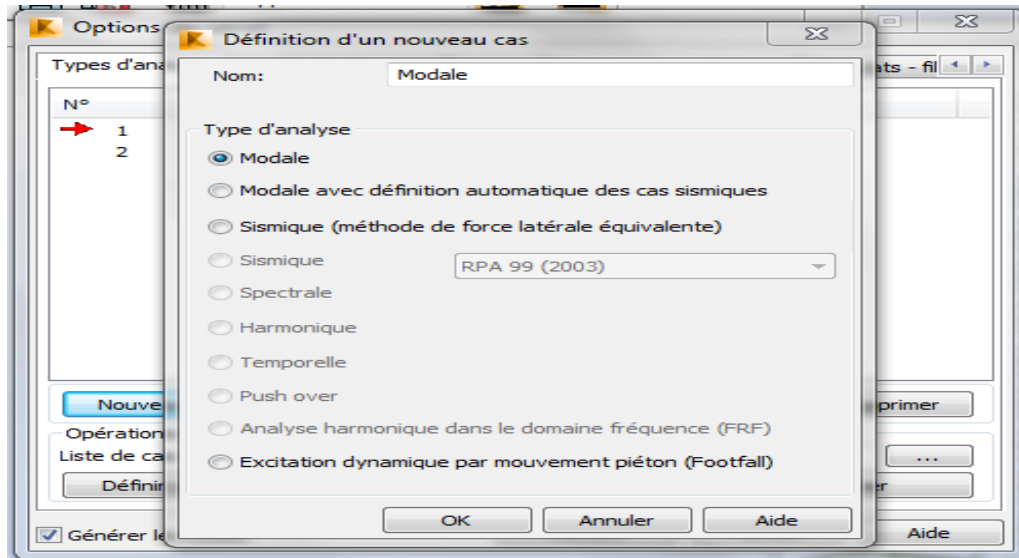 Options
Définition d'un nouveau cas
Types d'ana
ats - fil
Nom: Modale
N°
1
2
Type d'analyse
Modale
Modale avec définition automatique des cas sismiques
Sismique (méthode de force latérale équivalente)
Sismique RPA 99 (2003)
Spectrale
Harmonique
Temporelle
Push over
Analyse harmonique dans le domaine fréquence (FRF)
Excitation dynamique par mouvement piéton (Footfall)
OK Annuler Aide
Nouve
primer
Opération
Liste de ca
...
Définir
er
Générer le
Aide